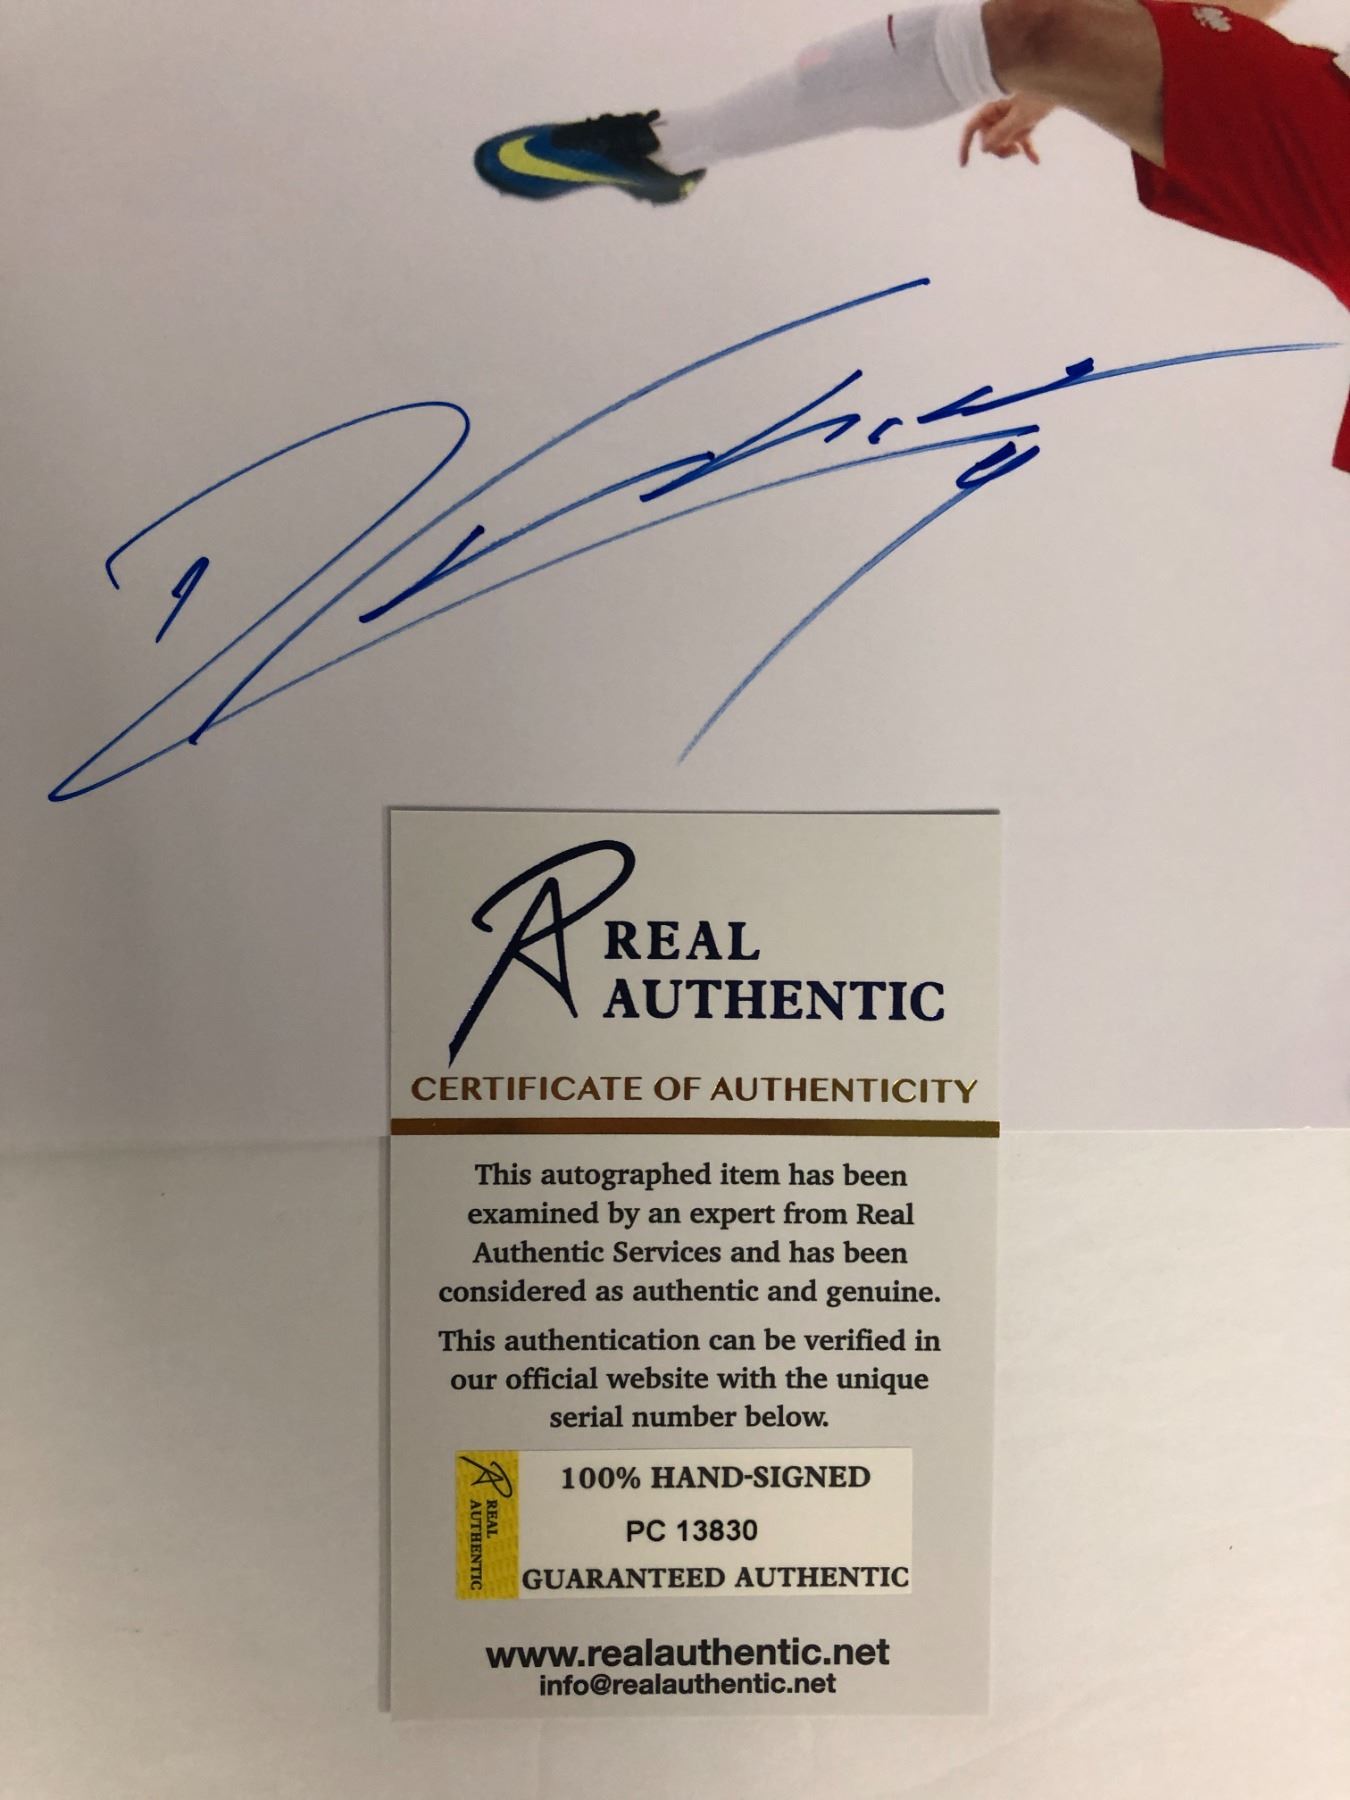 REAL
AUTHENTIC
CERTIFICATE OF AUTHENTICITY
This autographed item has been
examined by an expert from Real
Authentic Services and has been
considered as authentic and genuine.
This authentication can be verified in
our official website with the unique
serial number below.
REAL
AUTHENTIC
100% HAND-SIGNED
PC 13830
GUARANTEED AUTHENTIC
www.realauthentic.net
info@realauthentic.net